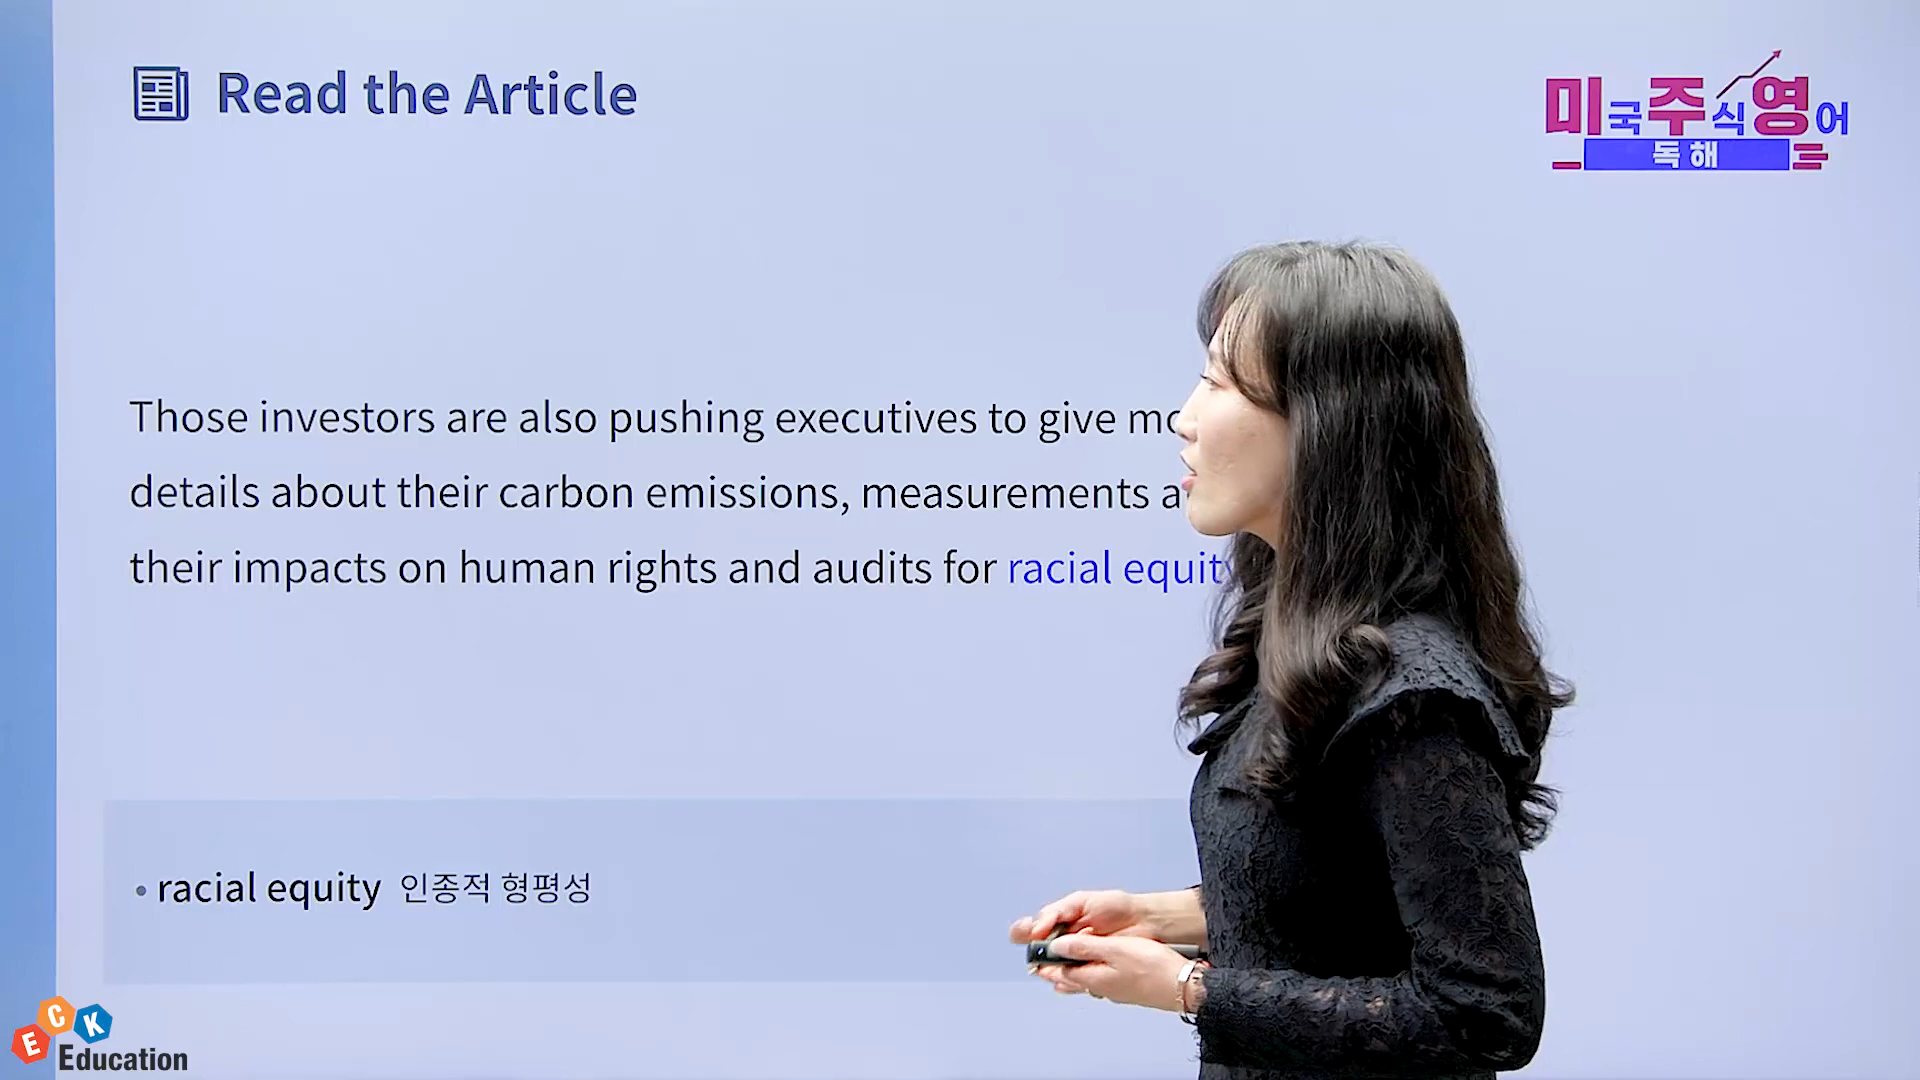 Read the Article
미국주식영어
독해
Those investors are also pushing executives to give
details about their carbon emissions, measurements
their impacts on human rights and audits for racial equity
• racial equity 인종적 형평성
ECK
Education